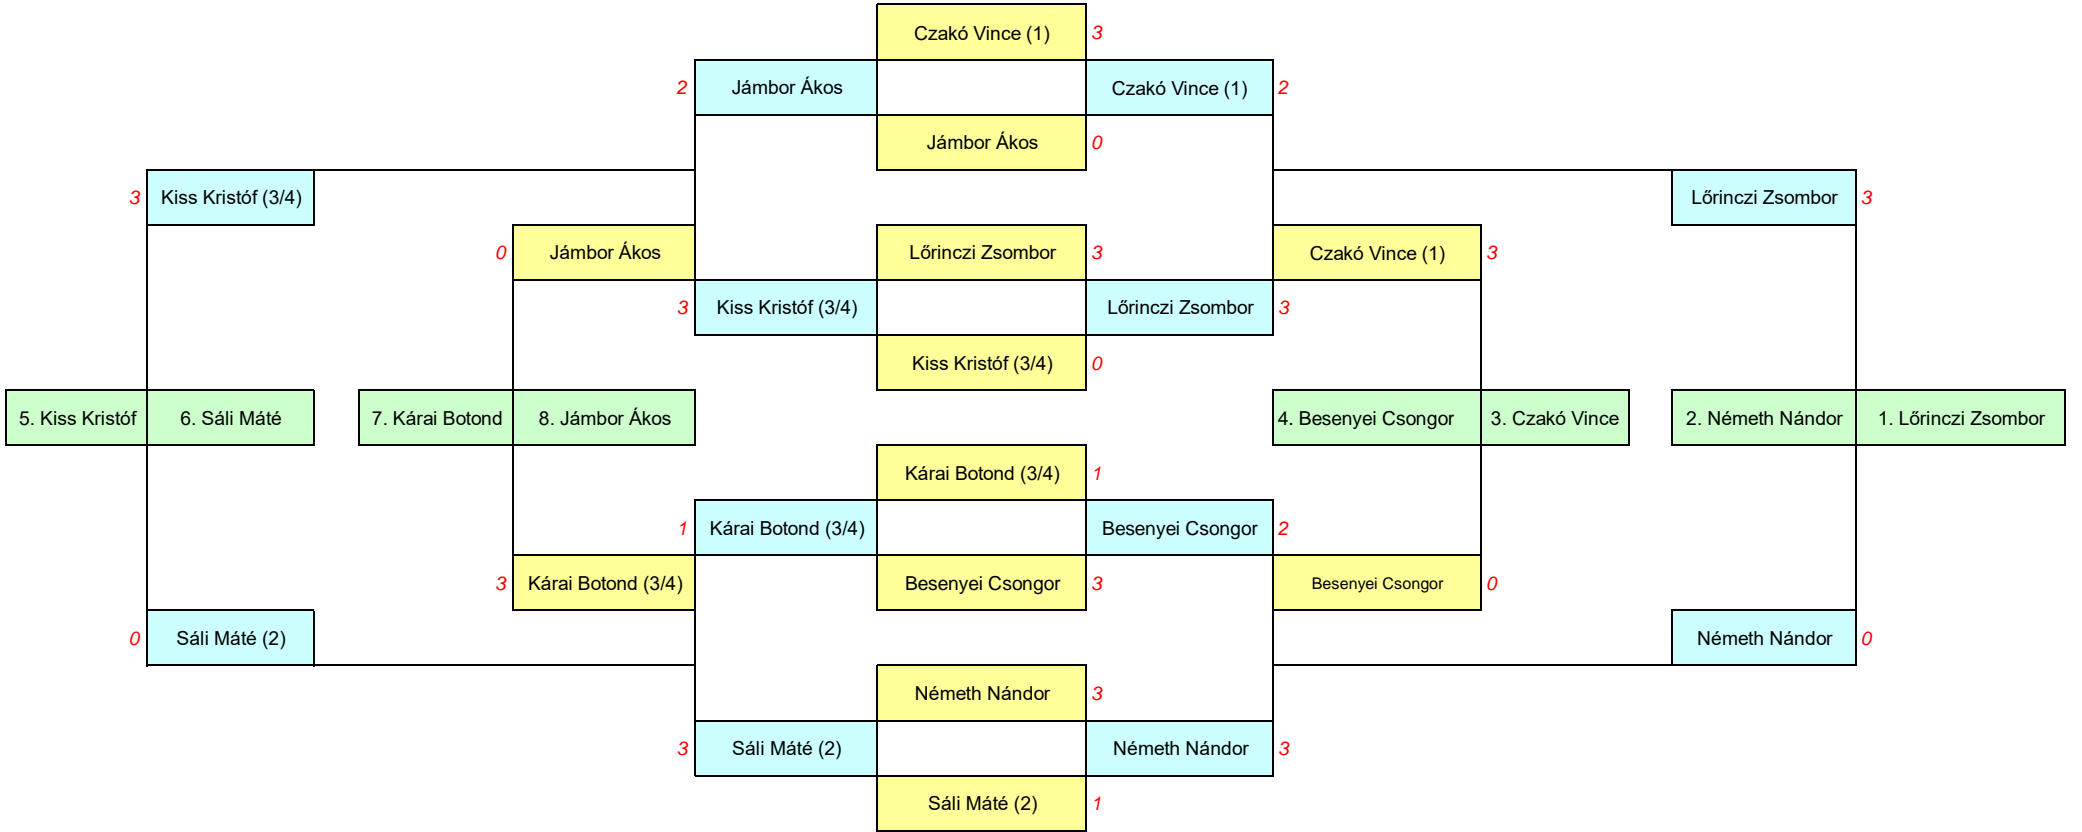 Czakó Vince (1) 3
2 Jámbor Ákos Czakó Vince (1) 2
Jámbor Ákos 0
3 Kiss Kristóf (3/4) Lőrinczi Zsombor 3
0 Jámbor Ákos Lőrinczi Zsombor 3 Czakó Vince (1) 3
3 Kiss Kristóf (3/4) Lőrinczi Zsombor 3
Kiss Kristóf (3/4) 0
5. Kiss Kristóf 6. Sáli Máté 7. Kárai Botond 8. Jámbor Ákos 4. Besenyei Csongor 3. Czakó Vince 2. Németh Nándor 1. Lőrinczi Zsombor
Kárai Botond (3/4) 1
1 Kárai Botond (3/4) Besenyei Csongor 2
3 Kárai Botond (3/4) Besenyei Csongor 3 Besenyei Csongor 0
0 Sáli Máté (2) Németh Nándor 0
Németh Nándor 3
3 Sáli Máté (2) Németh Nándor 3
Sáli Máté (2) 1